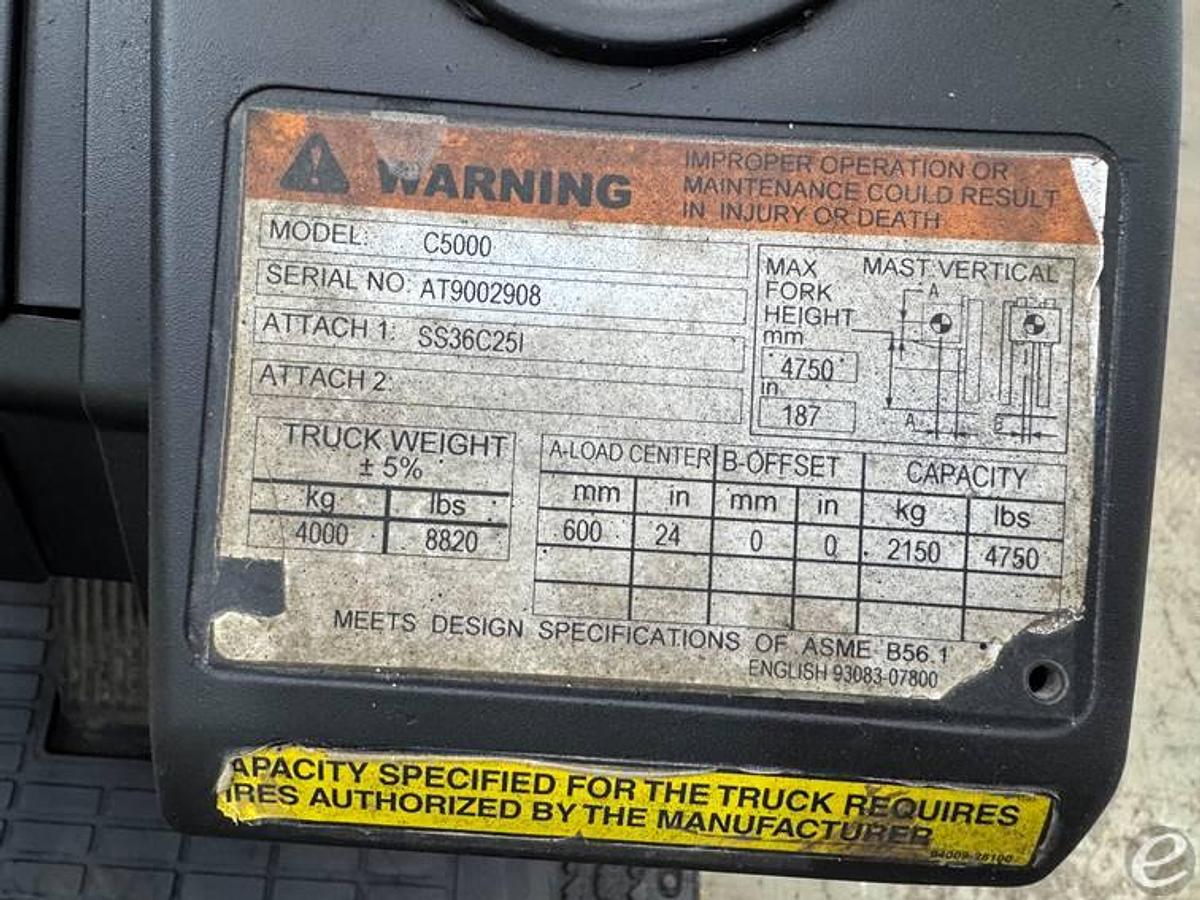 WARNING
IMPROPER OPERATION OR
MAINTENANCE COULD RESULT
IN INJURY OR DEATH
MODEL: C5000
SERIAL NO: AT9002908
ATTACH 1: SS36C25I
ATTACH 2:
MAX MAST VERTICAL
FORK
HEIGHT
mm
4750
in
187
A
A
B
TRUCK WEIGHT
± 5%
kg lbs
4000 8820
A-LOAD CENTER B-OFFSET CAPACITY
mm in mm in kg lbs
600 24 0 0 2150 4750
MEETS DESIGN SPECIFICATIONS OF ASME B56.1
ENGLISH 93083-07800
APACITY SPECIFIED FOR THE TRUCK REQUIRES
IRES AUTHORIZED BY THE MANUFACTURER
84009-28100
e